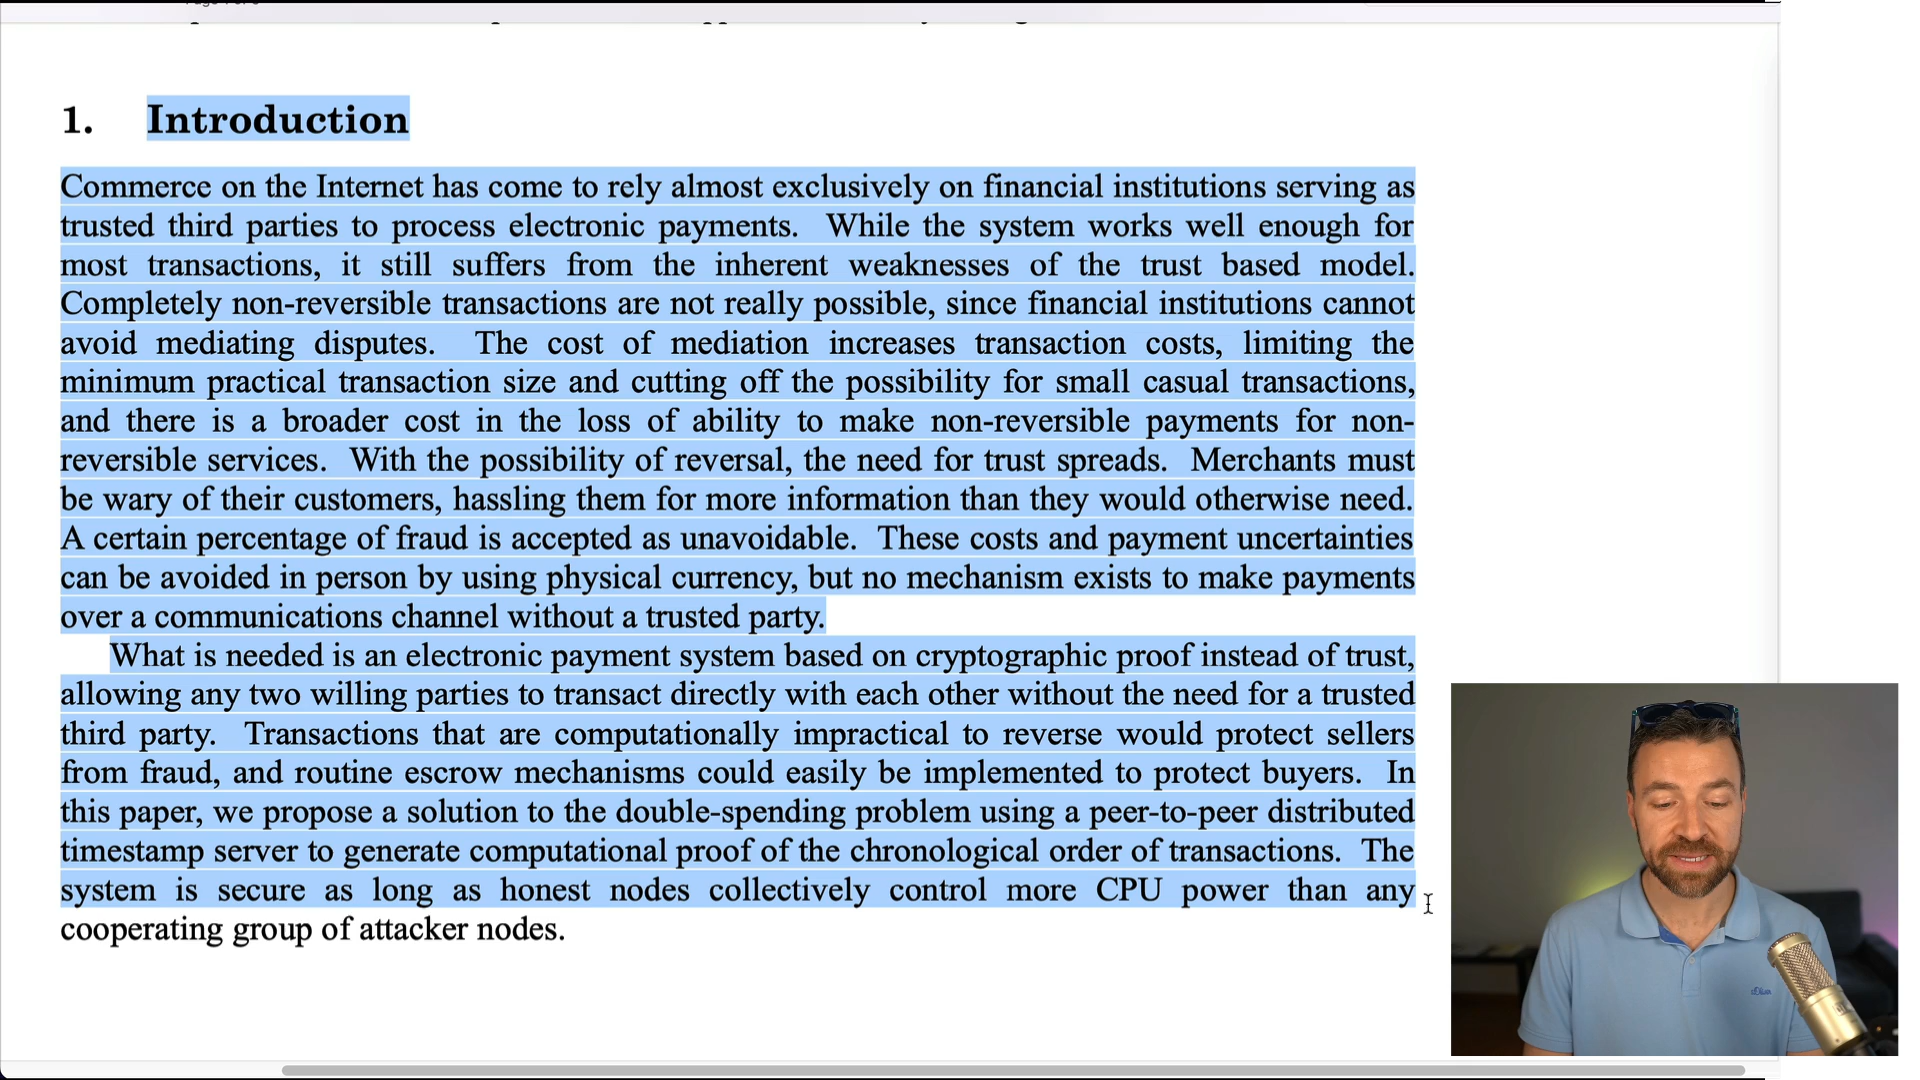 1. Introduction
Commerce on the Internet has come to rely almost exclusively on financial institutions serving as
trusted third parties to process electronic payments. While the system works well enough for
most transactions, it still suffers from the inherent weaknesses of the trust based model.
Completely non-reversible transactions are not really possible, since financial institutions cannot
avoid mediating disputes. The cost of mediation increases transaction costs, limiting the
minimum practical transaction size and cutting off the possibility for small casual transactions,
and there is a broader cost in the loss of ability to make non-reversible payments for non-
reversible services. With the possibility of reversal, the need for trust spreads. Merchants must
be wary of their customers, hassling them for more information than they would otherwise need.
A certain percentage of fraud is accepted as unavoidable. These costs and payment uncertainties
can be avoided in person by using physical currency, but no mechanism exists to make payments
over a communications channel without a trusted party.
What is needed is an electronic payment system based on cryptographic proof instead of trust,
allowing any two willing parties to transact directly with each other without the need for a trusted
third party. Transactions that are computationally impractical to reverse would protect sellers
from fraud, and routine escrow mechanisms could easily be implemented to protect buyers. In
this paper, we propose a solution to the double-spending problem using a peer-to-peer distributed
timestamp server to generate computational proof of the chronological order of transactions. The
system is secure as long as honest nodes collectively control more CPU power than any
cooperating group of attacker nodes.
s.Oliver